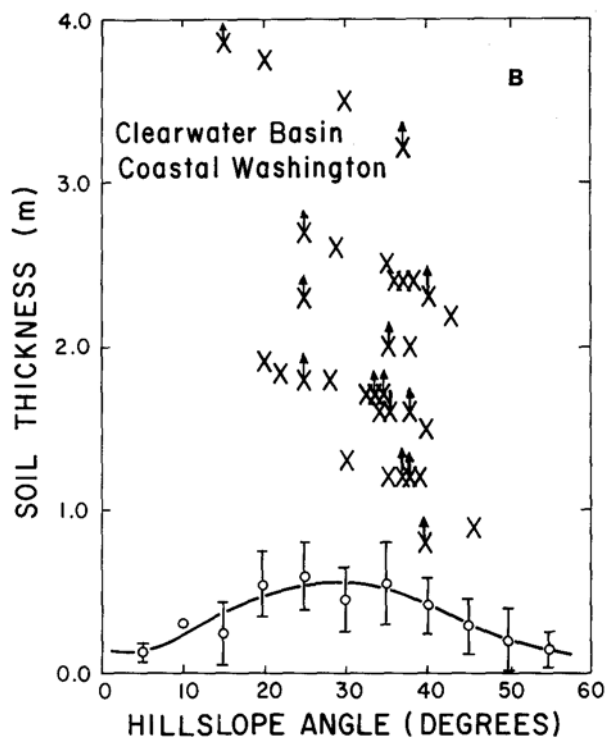 4.0
B
Clearwater Basin
Coastal Washington
3.0
2.0
1.0
0.0
SOIL THICKNESS (m)
0 10 20 30 40 50 60
HILLSLOPE ANGLE (DEGREES)